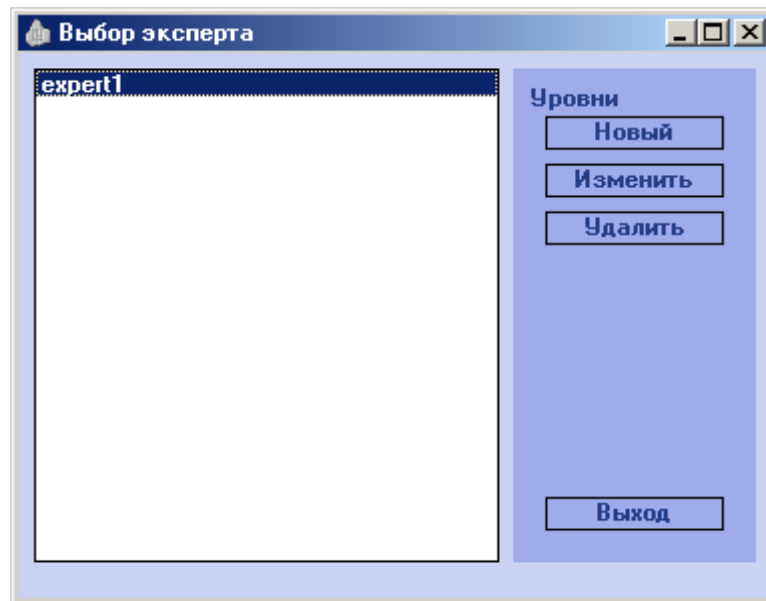 Выбор эксперта
expert1
Уровни
Новый
Изменить
Удалить
Выход